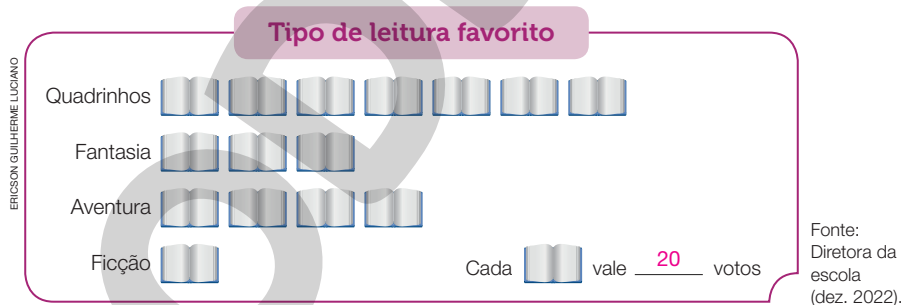 Tipo de leitura favorito
ERICSON GUILHERME LUCIANO
Quadrinhos
Fantasia
Aventura
Ficção
Cada vale 20 votos
Fonte:
Diretora da
escola
(dez. 2022).